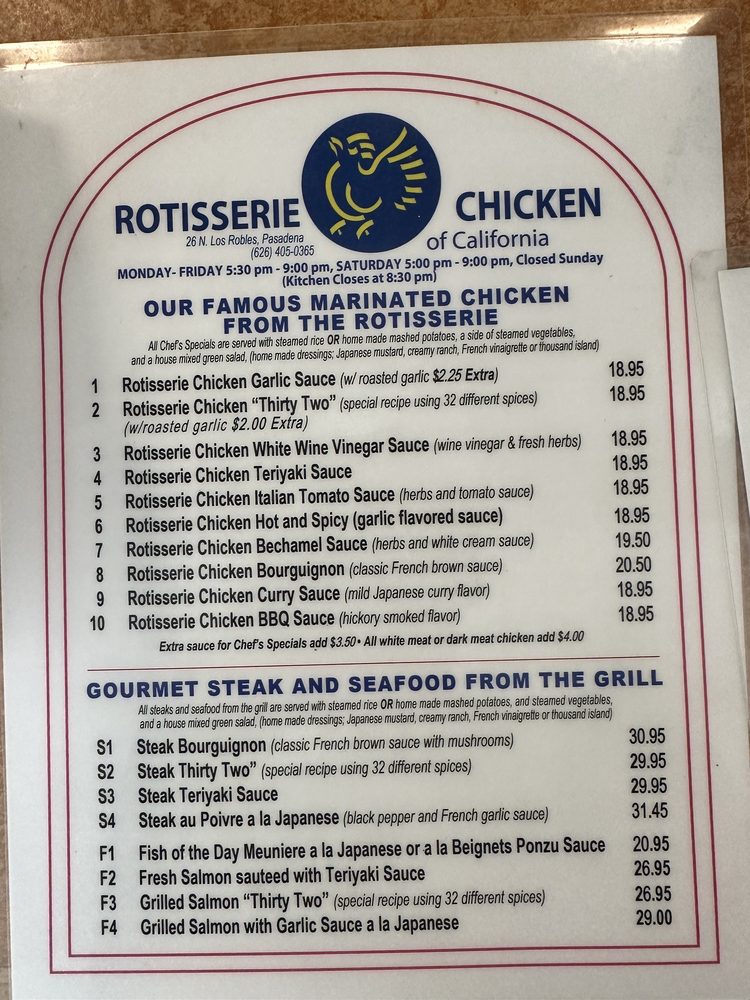 ROTISSERIE CHICKEN
26 N. Los Robles, Pasadena
(626) 405-0365
of California
MONDAY- FRIDAY 5:30 pm - 9:00 pm, SATURDAY 5:00 pm - 9:00 pm, Closed Sunday
(Kitchen Closes at 8:30 pm)
OUR FAMOUS MARINATED CHICKEN
FROM THE ROTISSERIE
All Chef's Specials are served with steamed rice OR home made mashed potatoes, a side of steamed vegetables,
and a house mixed green salad, (home made dressings; Japanese mustard, creamy ranch, French vinaigrette or thousand island)
1 Rotisserie Chicken Garlic Sauce (w/ roasted garlic $2.25 Extra) 18.95
2 Rotisserie Chicken “Thirty Two” (special recipe using 32 different spices) 18.95
(w/roasted garlic $2.00 Extra)
3 Rotisserie Chicken White Wine Vinegar Sauce (wine vinegar & fresh herbs) 18.95
4 Rotisserie Chicken Teriyaki Sauce 18.95
5 Rotisserie Chicken Italian Tomato Sauce (herbs and tomato sauce) 18.95
6 Rotisserie Chicken Hot and Spicy (garlic flavored sauce) 18.95
7 Rotisserie Chicken Bechamel Sauce (herbs and white cream sauce) 19.50
8 Rotisserie Chicken Bourguignon (classic French brown sauce) 20.50
9 Rotisserie Chicken Curry Sauce (mild Japanese curry flavor) 18.95
10 Rotisserie Chicken BBQ Sauce (hickory smoked flavor) 18.95
Extra sauce for Chef's Specials add $3.50• All white meat or dark meat chicken add $4.00
GOURMET STEAK AND SEAFOOD FROM THE GRILL
All steaks and seafood from the grill are served with steamed rice OR home made mashed potatoes, and steamed vegetables,
and a house mixed green salad, (home made dressings; Japanese mustard, creamy ranch, French vinaigrette or thousand island)
S1 Steak Bourguignon (classic French brown sauce with mushrooms) 30.95
S2 Steak Thirty Two” (special recipe using 32 different spices) 29.95
S3 Steak Teriyaki Sauce 29.95
S4 Steak au Poivre a la Japanese (black pepper and French garlic sauce) 31.45
F1 Fish of the Day Meuniere a la Japanese or a la Beignets Ponzu Sauce 20.95
F2 Fresh Salmon sauteed with Teriyaki Sauce 26.95
F3 Grilled Salmon “Thirty Two” (special recipe using 32 different spices) 26.95
F4 Grilled Salmon with Garlic Sauce a la Japanese 29.00